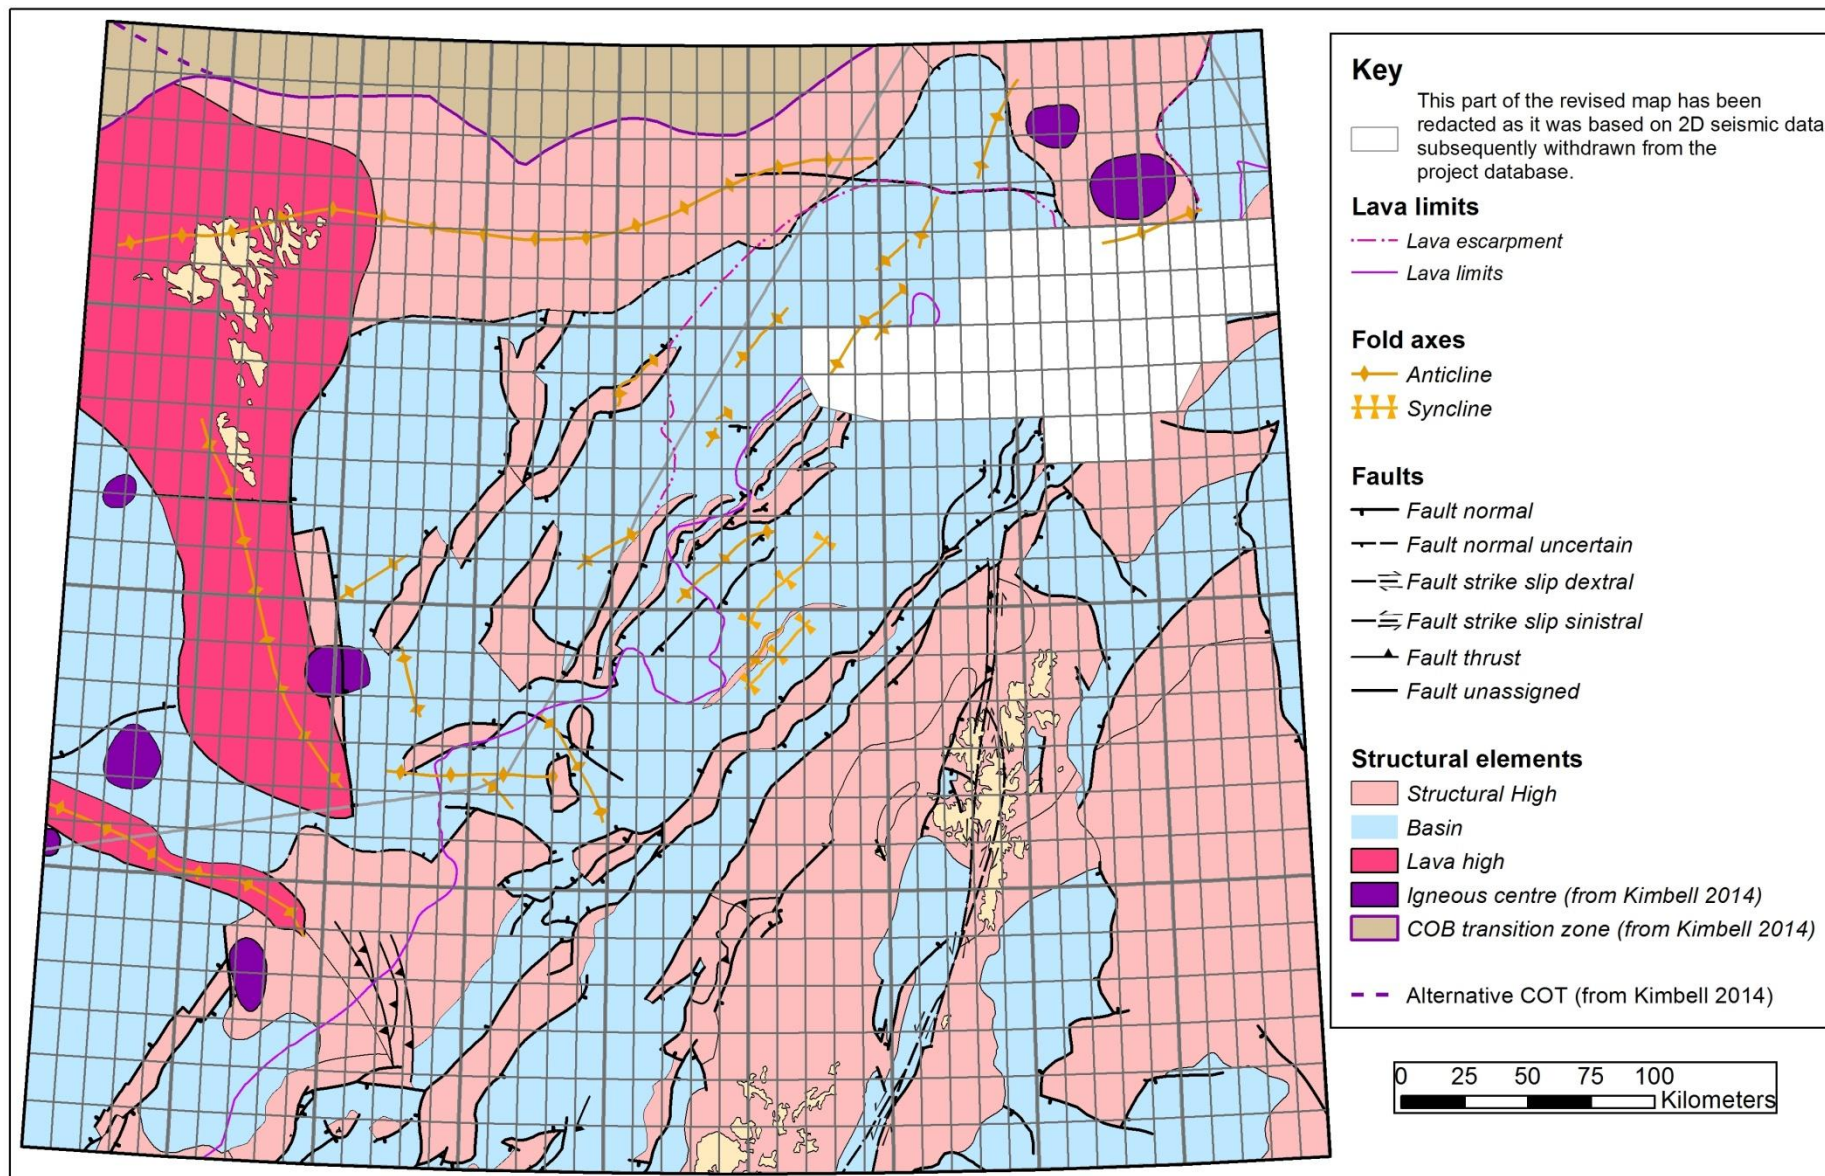 Key
This part of the revised map has been
redacted as it was based on 2D seismic data
subsequently withdrawn from the
project database.
Lava limits
Lava escarpment
Lava limits
Fold axes
Anticline
Syncline
Faults
Fault normal
Fault normal uncertain
Fault strike slip dextral
Fault strike slip sinistral
Fault thrust
Fault unassigned
Structural elements
Structural High
Basin
Lava high
Igneous centre (from Kimbell 2014)
COB transition zone (from Kimbell 2014)
Alternative COT (from Kimbell 2014)
0 25 50 75 100
Kilometers